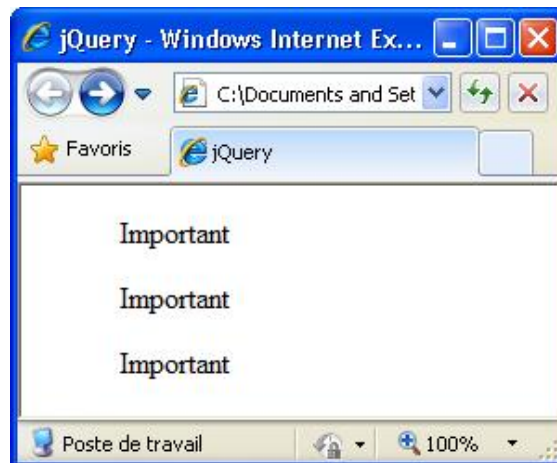 jQuery - Windows Internet Ex...
C:\Documents and Set
Favoris
jQuery
Important
Important
Important
Poste de travail
100%